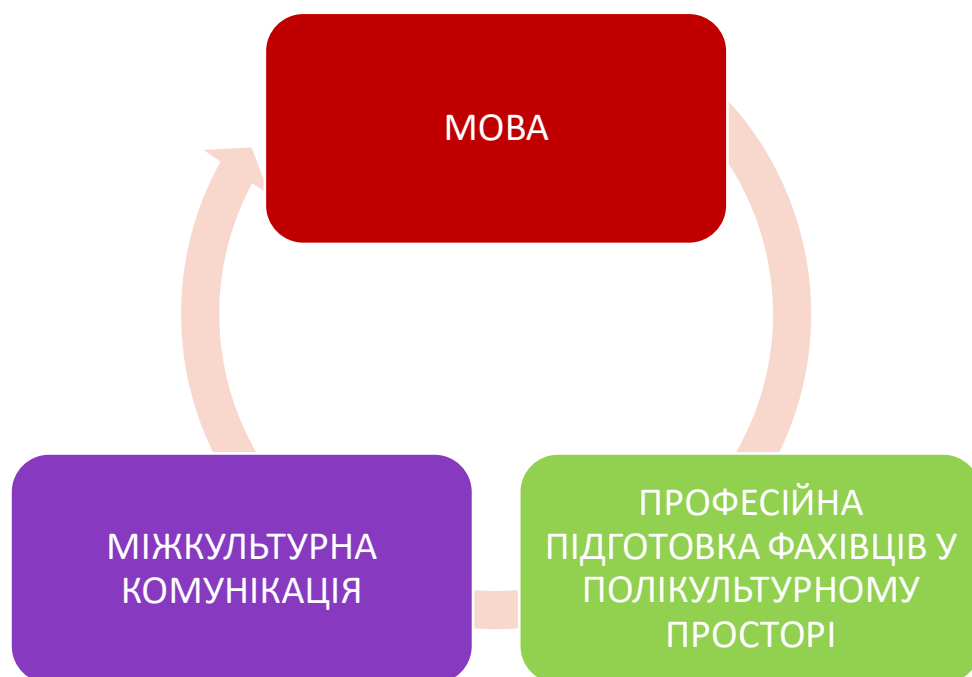 МОВА
МІЖКУЛЬТУРНА
КОМУНІКАЦІЯ
ПРОФЕСІЙНА
ПІДГОТОВКА ФАХІВЦІВ У
ПОЛІКУЛЬТУРНОМУ
ПРОСТОРІ